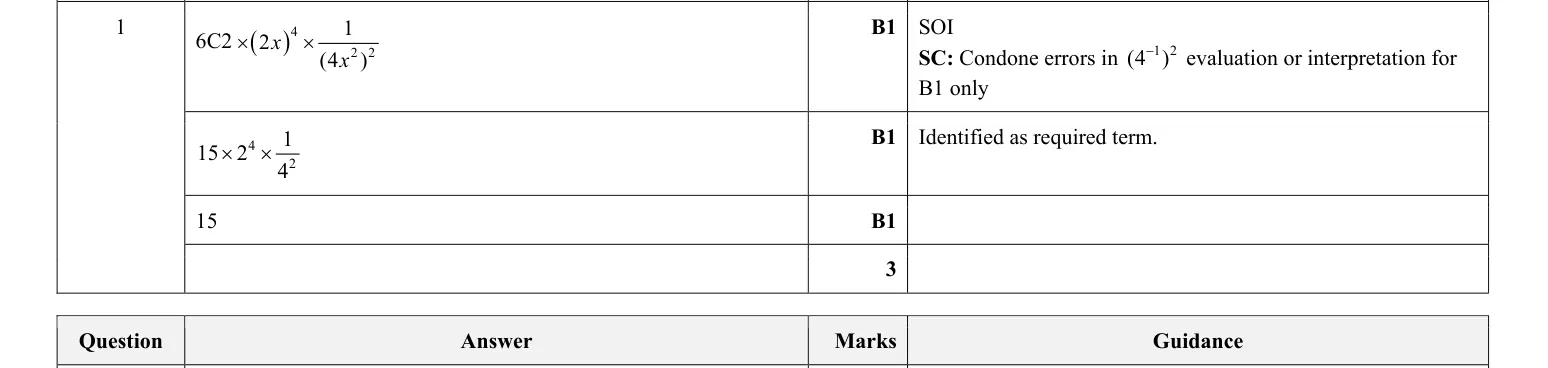 1
6C2 × (2x)⁴ × 1/(4x²)²
B1
SOI
SC: Condone errors in (4⁻¹)² evaluation or interpretation for
B1 only
15 × 2⁴ × 1/4²
B1
Identified as required term.
15
B1
3
Question Answer Marks Guidance